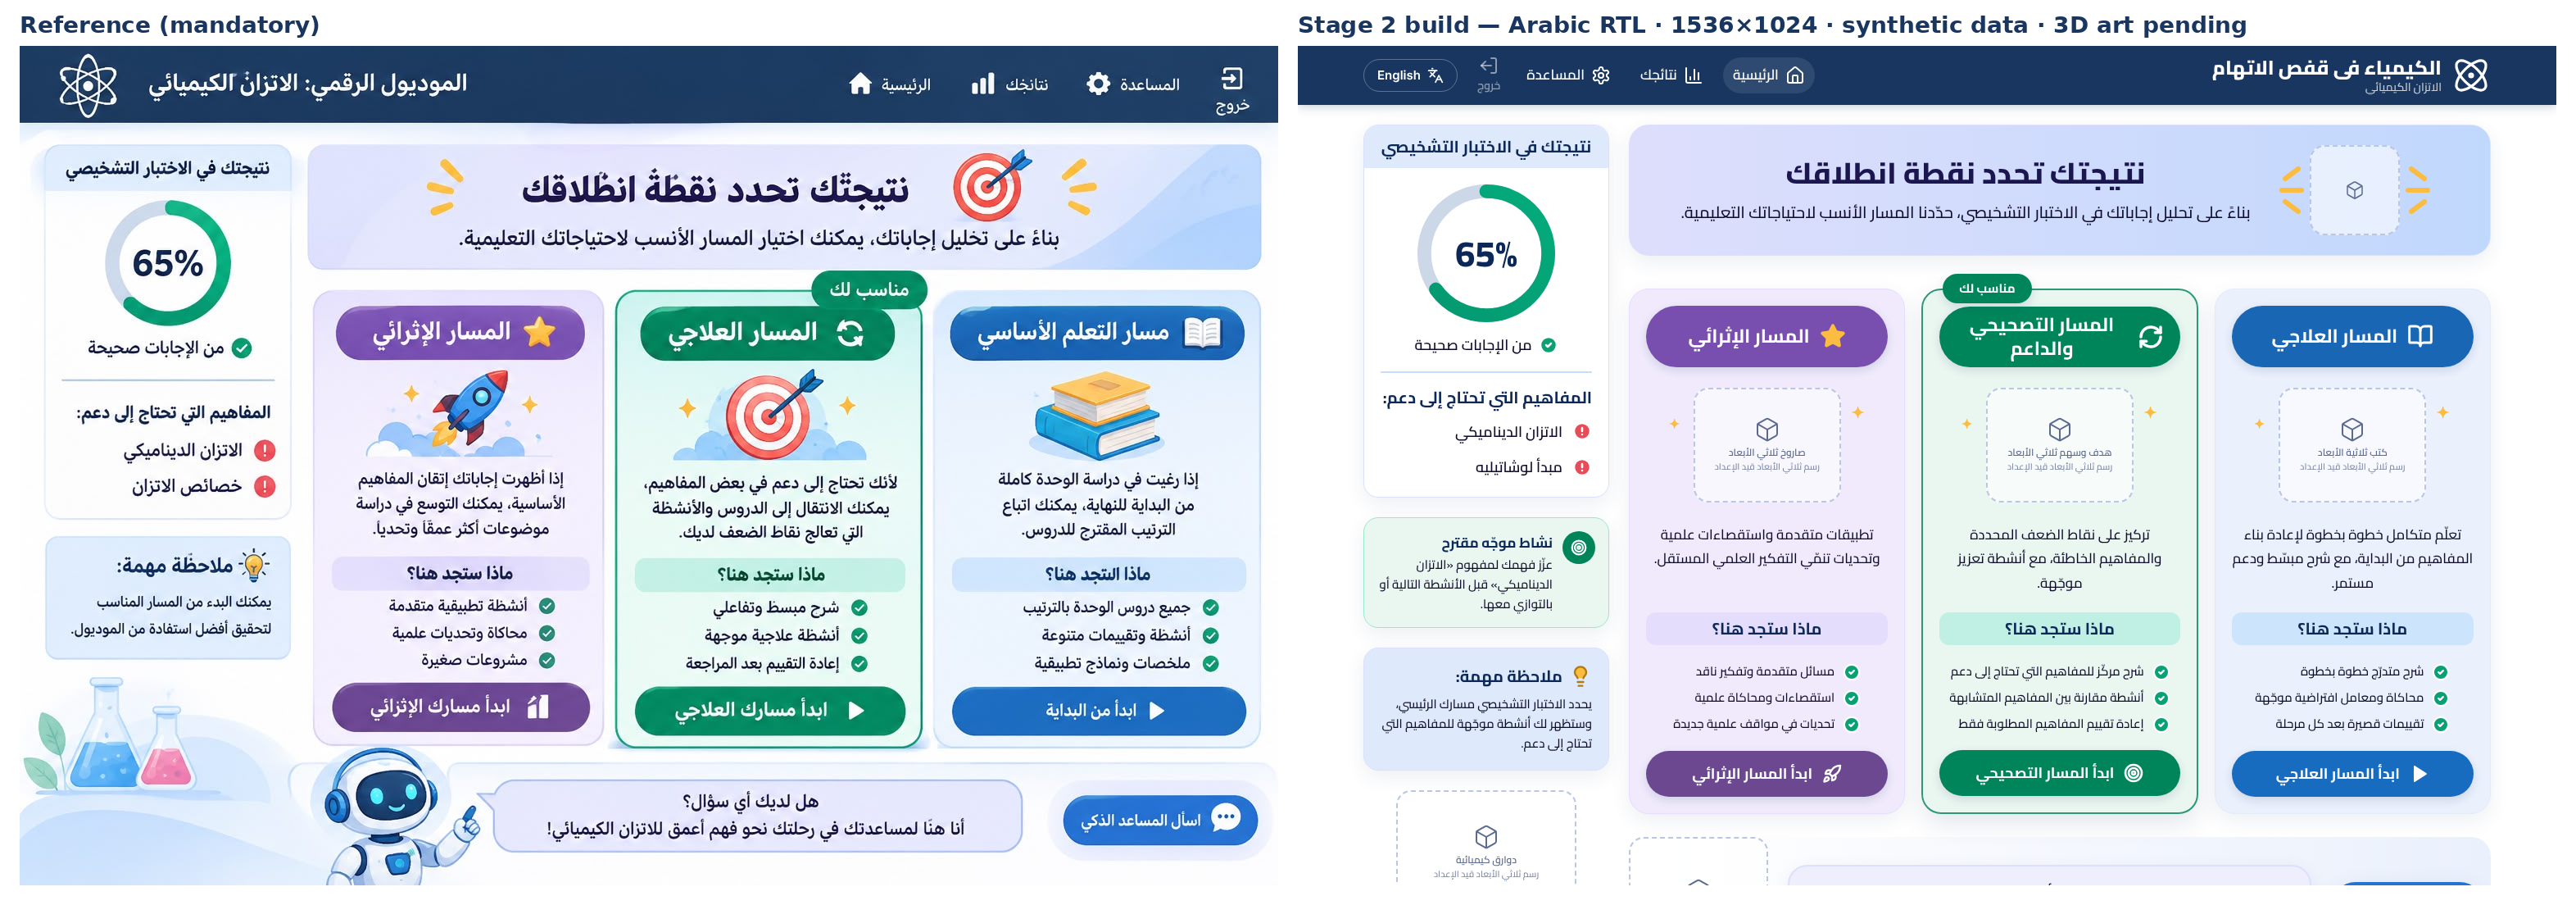 Reference (mandatory)
الموديول الرقمي: الاتزان الكيميائي
الرئيسية
نتائجك
المساعدة
خروج
نتيجتك تحدد نقطة انطلاقك
بناءً على تحليل إجاباتك، يمكنك اختيار المسار الأنسب لاحتياجاتك التعليمية.
نتيجتك في الاختبار التشخيصي
65%
من الإجابات صحيحة
المفاهيم التي تحتاج إلى دعم:
الاتزان الديناميكي
خصائص الاتزان
ملاحظة مهمة:
يمكنك البدء من المسار المناسب
لتحقيق أفضل استفادة من الموديول.
مسار التعلم الأساسي
إذا رغبت في دراسة الوحدة كاملة
من البداية للنهاية، يمكنك اتباع
الترتيب المقترح للدروس.
ماذا ستجد هنا؟
جميع دروس الوحدة بالترتيب
أنشطة وتقييمات متنوعة
ملخصات ونماذج تطبيقية
ابدأ من البداية
مناسب لك
المسار العلاجي
لأنك تحتاج إلى دعم في بعض المفاهيم،
يمكنك الانتقال إلى الدروس والأنشطة
التي تعالج نقاط الضعف لديك.
ماذا ستجد هنا؟
شرح مبسط وتفاعلي
أنشطة علاجية موجهة
إعادة التقييم بعد المراجعة
ابدأ مسارك العلاجي
المسار الإثرائي
إذا أظهرت إجاباتك إتقان المفاهيم
الأساسية، يمكنك التوسع في دراسة
موضوعات أكثر عمقًا وتحديًا.
ماذا ستجد هنا؟
أنشطة تطبيقية متقدمة
محاكاة وتحديات علمية
مشروعات صغيرة
ابدأ مسارك الإثرائي
هل لديك أي سؤال؟
أنا هنا لمساعدتك في رحلتك نحو فهم أعمق للاتزان الكيميائي!
اسأل المساعد الذكي
Stage 2 build — Arabic RTL · 1536×1024 · synthetic data · 3D art pending
الكيمياء في قفص الاتهام
الاتزان الكيميائي
الرئيسية
نتائجك
المساعدة
خروج
English
نتيجتك تحدد نقطة انطلاقك
بناءً على تحليل إجاباتك في الاختبار التشخيصي، حدّدنا المسار الأنسب لاحتياجاتك التعليمية.
نتيجتك في الاختبار التشخيصي
65%
من الإجابات صحيحة
المفاهيم التي تحتاج إلى دعم:
الاتزان الديناميكي
مبدأ لوشاتيليه
نشاط موجّه مقترح
عزّز فهمك لمفهوم «الاتزان
الديناميكي» قبل الأنشطة التالية أو
بالتوازي معها.
ملاحظة مهمة:
يحدد الاختبار التشخيصي مسارك الرئيسي،
وستظهر لك أنشطة موجّهة للمفاهيم التي
تحتاج إلى دعم.
دوارق كيميائية
رسم ثلاثي الأبعاد قيد الإعداد
المسار العلاجي
كتب ثلاثية الأبعاد
رسم ثلاثي الأبعاد قيد الإعداد
تعلّم متكامل خطوة بخطوة لإعادة بناء
المفاهيم من البداية، مع شرح مبسّط ودعم
مستمر.
ماذا ستجد هنا؟
شرح متدرّج خطوة بخطوة
محاكاة ومعامل افتراضية موجّهة
تقييمات قصيرة بعد كل مرحلة
ابدأ المسار العلاجي
مناسب لك
المسار التصحيحي
والداعم
هدف وسهم ثلاثي الأبعاد
رسم ثلاثي الأبعاد قيد الإعداد
تركيز على نقاط الضعف المحددة
والمفاهيم الخاطئة، مع أنشطة تعزيز
موجّهة.
ماذا ستجد هنا؟
شرح مركّز للمفاهيم التي تحتاج إلى دعم
أنشطة مقارنة بين المفاهيم المتشابهة
إعادة تقييم المفاهيم المطلوبة فقط
ابدأ المسار التصحيحي
المسار الإثرائي
صاروخ ثلاثي الأبعاد
رسم ثلاثي الأبعاد قيد الإعداد
تطبيقات متقدمة واستقصاءات علمية
وتحديات تنمّي التفكير العلمي المستقل.
ماذا ستجد هنا؟
مسائل متقدمة وتفكير ناقد
استقصاءات ومحاكاة علمية
تحديات في مواقف علمية جديدة
ابدأ المسار الإثرائي